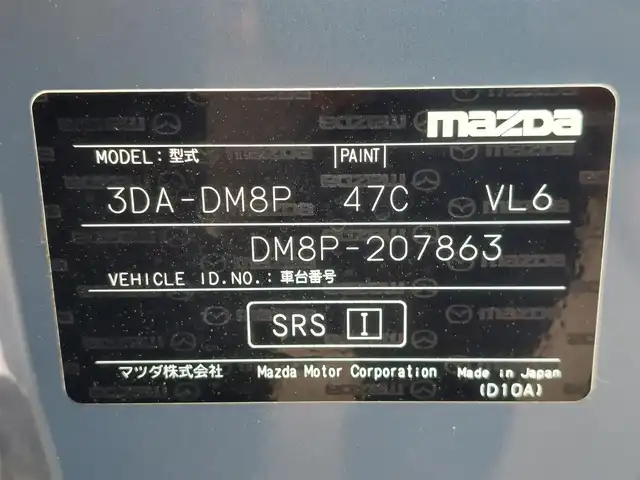 mazda
MODEL: 型式 PAINT
3DA-DM8P 47C VL6
DM8P-207863
VEHICLE ID.NO.: 車台番号
SRS I
マツダ株式会社 Mazda Motor Corporation Made in Japan
(D10A)